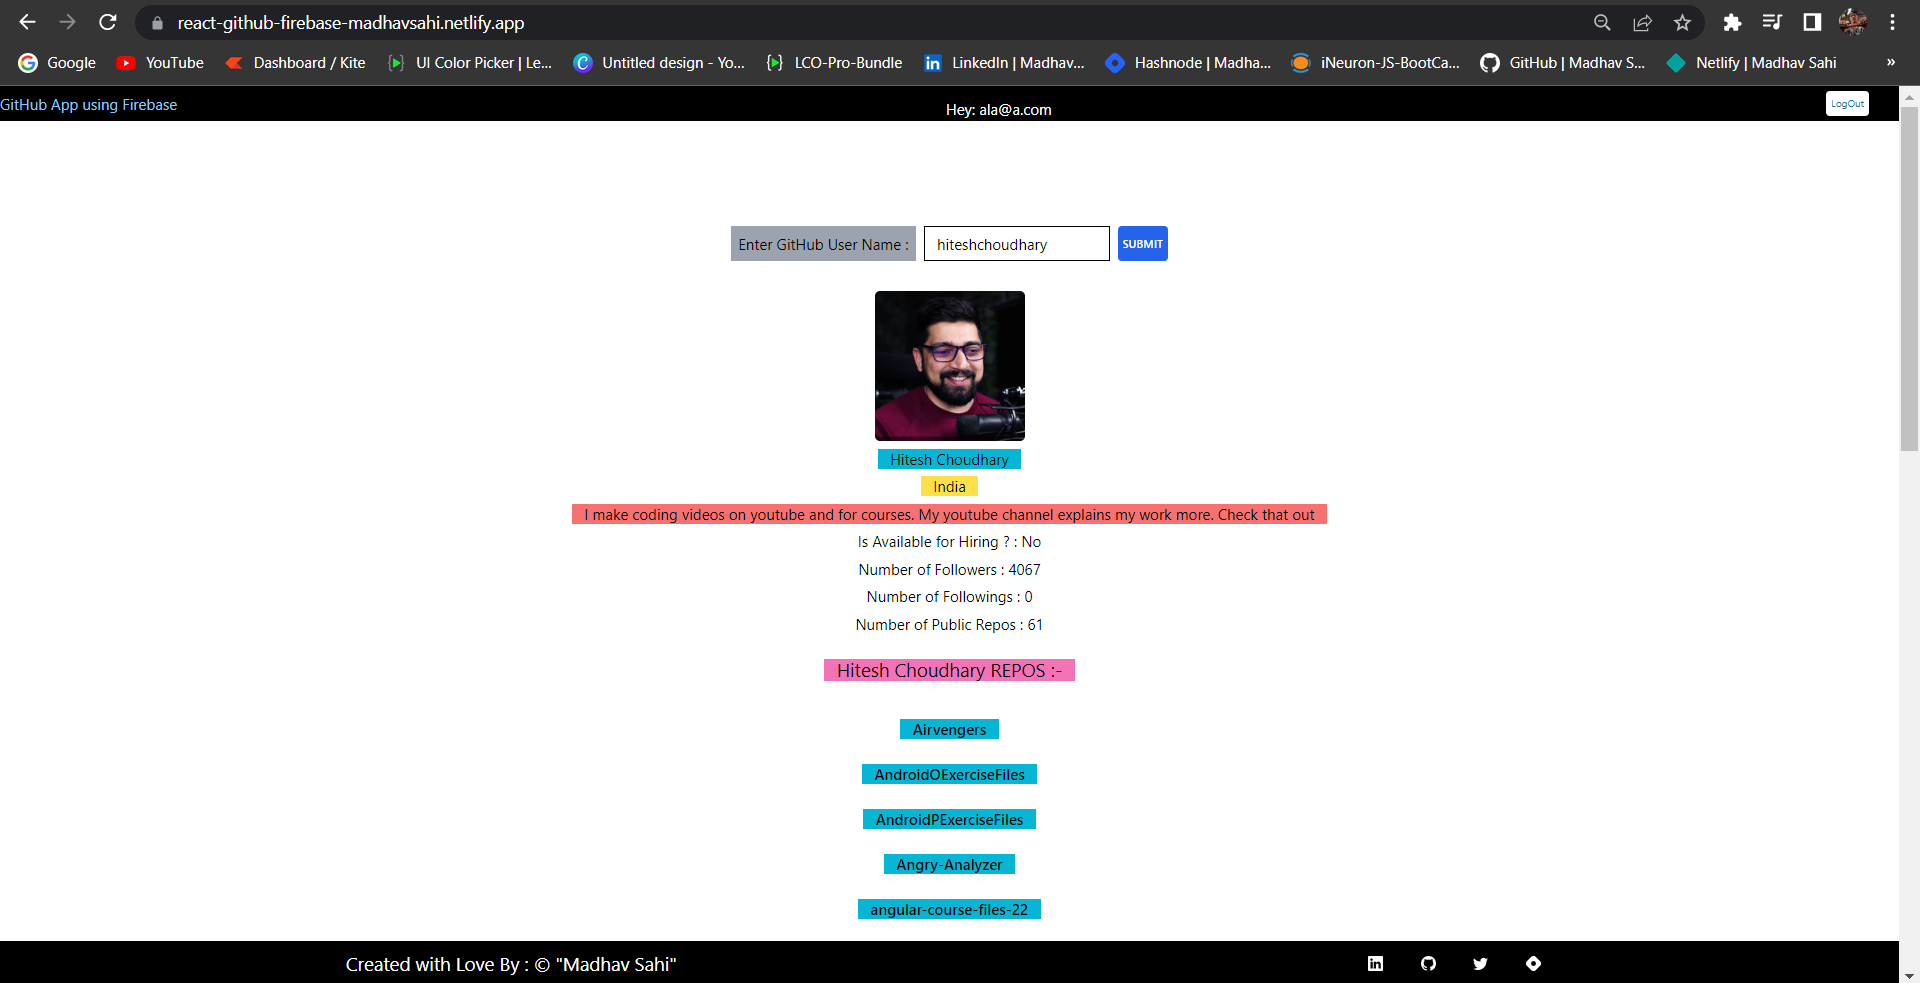 react-github-firebase-madhavsahi.netlify.app
Google YouTube Dashboard / Kite UI Color Picker | Le... Untitled design - Yo... LCO-Pro-Bundle LinkedIn | Madhav... Hashnode | Madha... iNeuron-JS-BootCa... GitHub | Madhav S... Netlify | Madhav Sahi »
GitHub App using Firebase Hey: ala@a.com LogOut
Enter GitHub User Name : hiteshchoudhary SUBMIT
Hitesh Choudhary
India
I make coding videos on youtube and for courses. My youtube channel explains my work more. Check that out
Is Available for Hiring ? : No
Number of Followers : 4067
Number of Followings : 0
Number of Public Repos : 61
Hitesh Choudhary REPOS :-
Airvengers
AndroidOExerciseFiles
AndroidPExerciseFiles
Angry-Analyzer
angular-course-files-22
Created with Love By : © "Madhav Sahi"